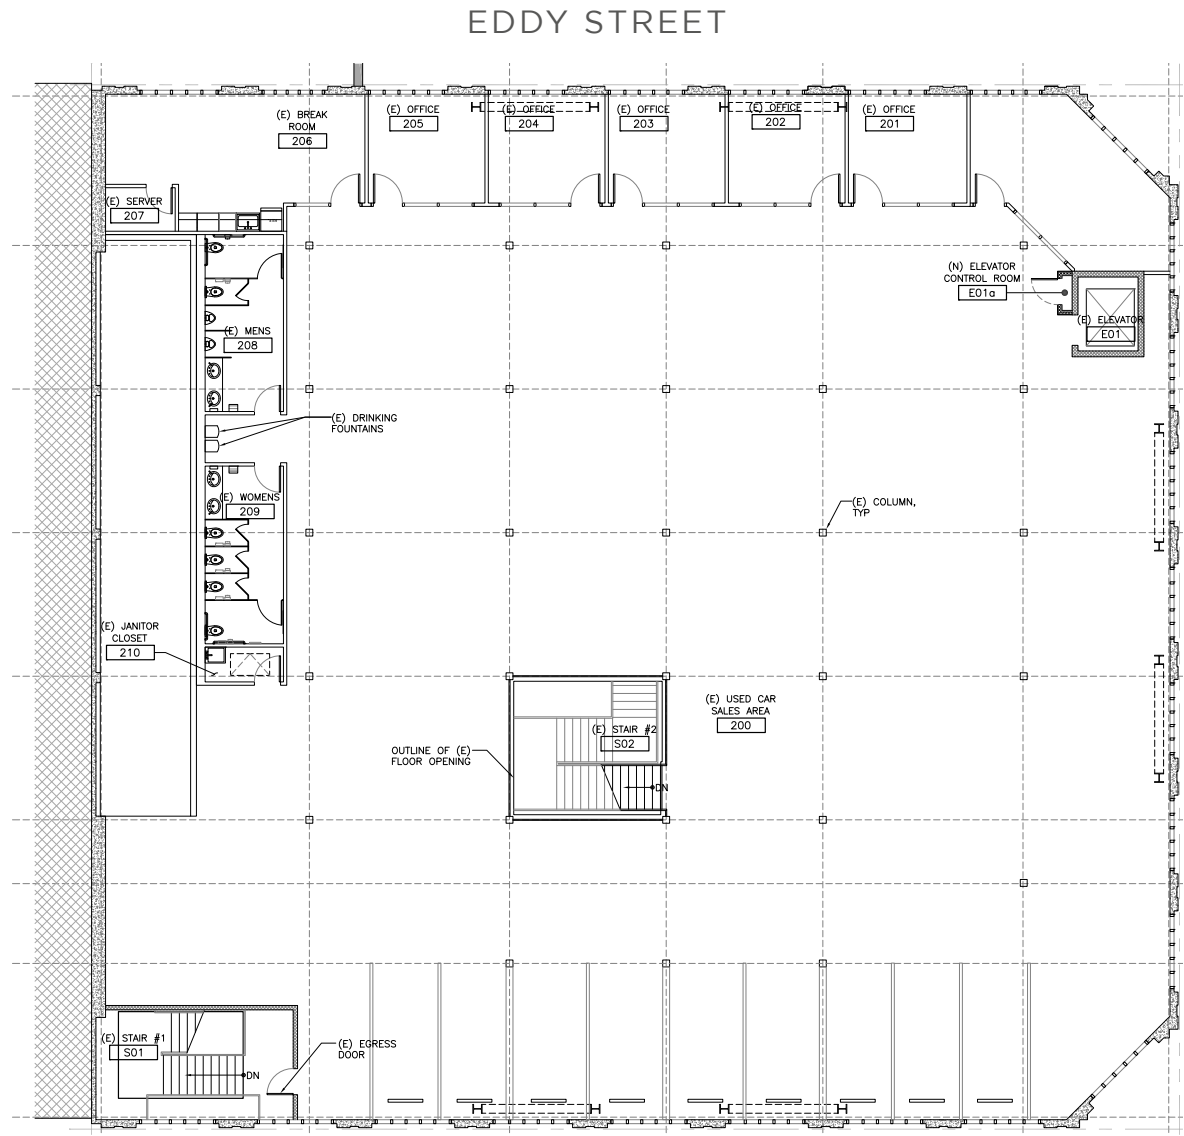 EDDY STREET
(E) BREAK
ROOM
206
(E) OFFICE
205
(E) OFFICE
204
(E) OFFICE
203
(E) OFFICE
202
(E) OFFICE
201
(E) SERVER
207
(N) ELEVATOR
CONTROL ROOM
E01a
(E) ELEVATOR
E01
(E) MENS
208
(E) DRINKING
FOUNTAINS
(E) WOMENS
209
(E) COLUMN,
TYP
(E) JANITOR
CLOSET
210
(E) USED CAR
SALES AREA
200
(E) STAIR #2
S02
OUTLINE OF (E)
FLOOR OPENING
DN
(E) STAIR #1
S01
DN
(E) EGRESS
DOOR